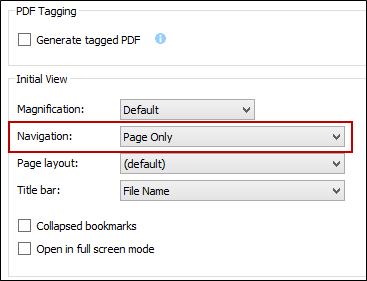 PDF Tagging
Generate tagged PDF
Initial View
Magnification: Default
Navigation: Page Only
Page layout: (default)
Title bar: File Name
Collapsed bookmarks
Open in full screen mode